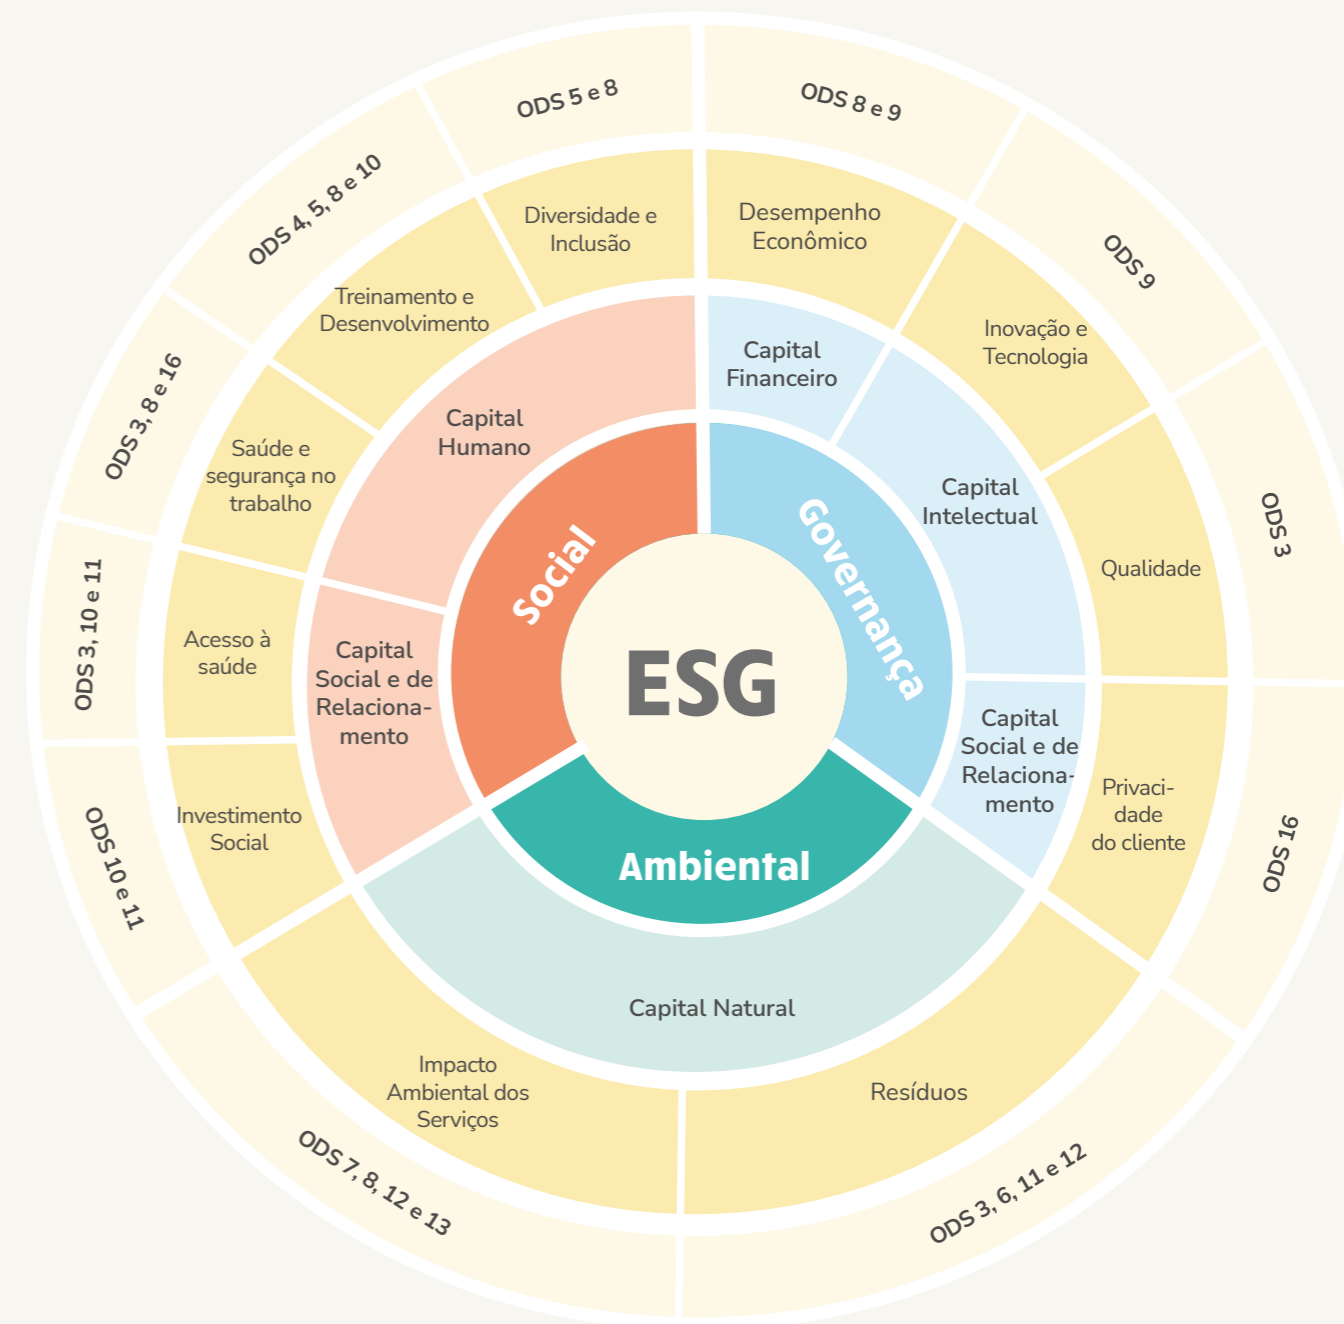 ODS 5 e 8
ODS 8 e 9
ODS 9
ODS 3
ODS 16
ODS 3, 6, 11 e 12
ODS 7, 8, 12 e 13
ODS 10 e 11
ODS 3, 10 e 11
ODS 3, 8 e 16
ODS 4, 5, 8 e 10
Diversidade e
Inclusão
Desempenho
Econômico
Inovação e
Tecnologia
Qualidade
Privaci-
dade
do cliente
Resíduos
Impacto
Ambiental dos
Serviços
Investimento
Social
Acesso à
saúde
Saúde e
segurança no
trabalho
Treinamento e
Desenvolvimento
Capital
Humano
Capital
Financeiro
Capital
Intelectual
Capital
Social e de
Relaciona-
mento
Capital Natural
Capital
Social e de
Relaciona-
mento
Social
Governança
Ambiental
ESG